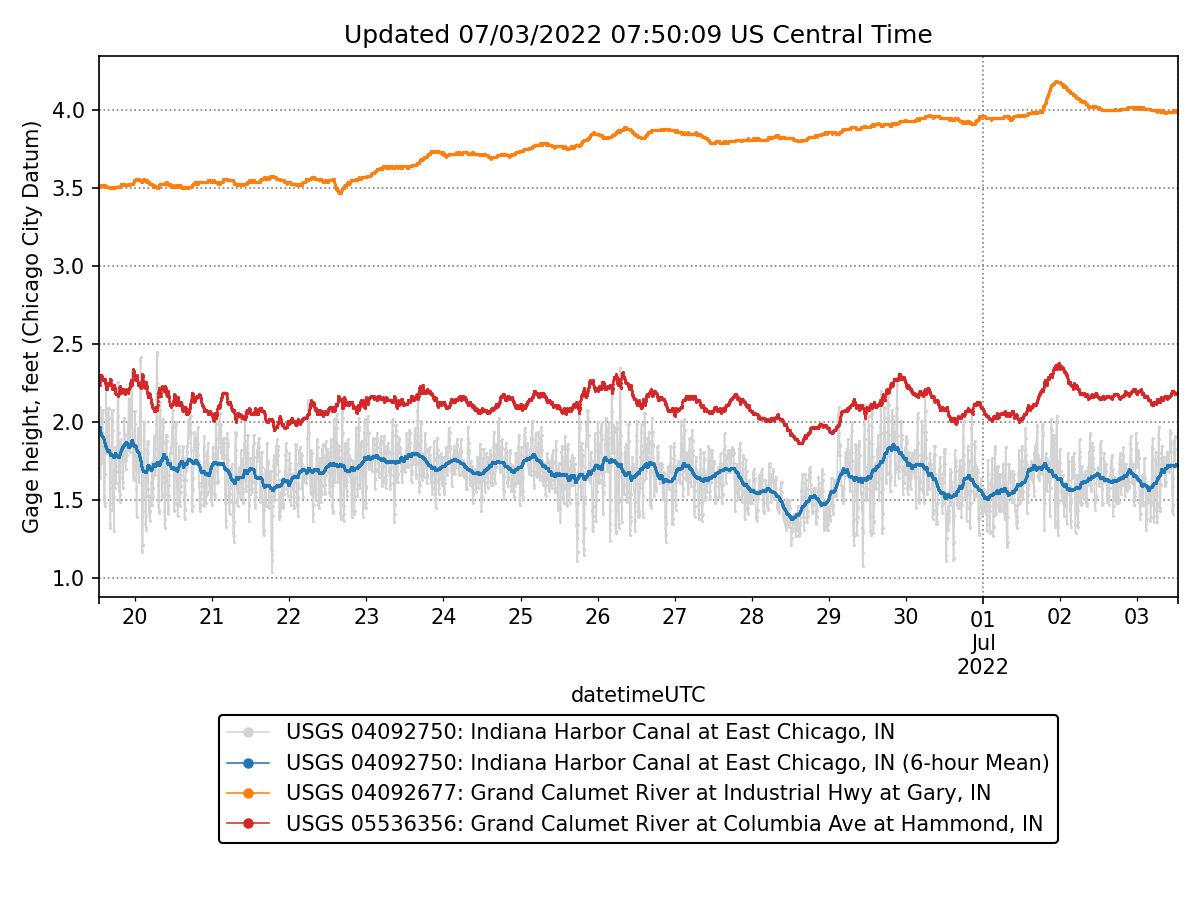 Updated 07/03/2022 07:50:09 US Central Time
Gage height, feet (Chicago City Datum)
4.0
3.5
3.0
2.5
2.0
1.5
1.0
20 21 22 23 24 25 26 27 28 29 30 01 02 03
Jul
2022
datetimeUTC
USGS 04092750: Indiana Harbor Canal at East Chicago, IN
USGS 04092750: Indiana Harbor Canal at East Chicago, IN (6-hour Mean)
USGS 04092677: Grand Calumet River at Industrial Hwy at Gary, IN
USGS 05536356: Grand Calumet River at Columbia Ave at Hammond, IN